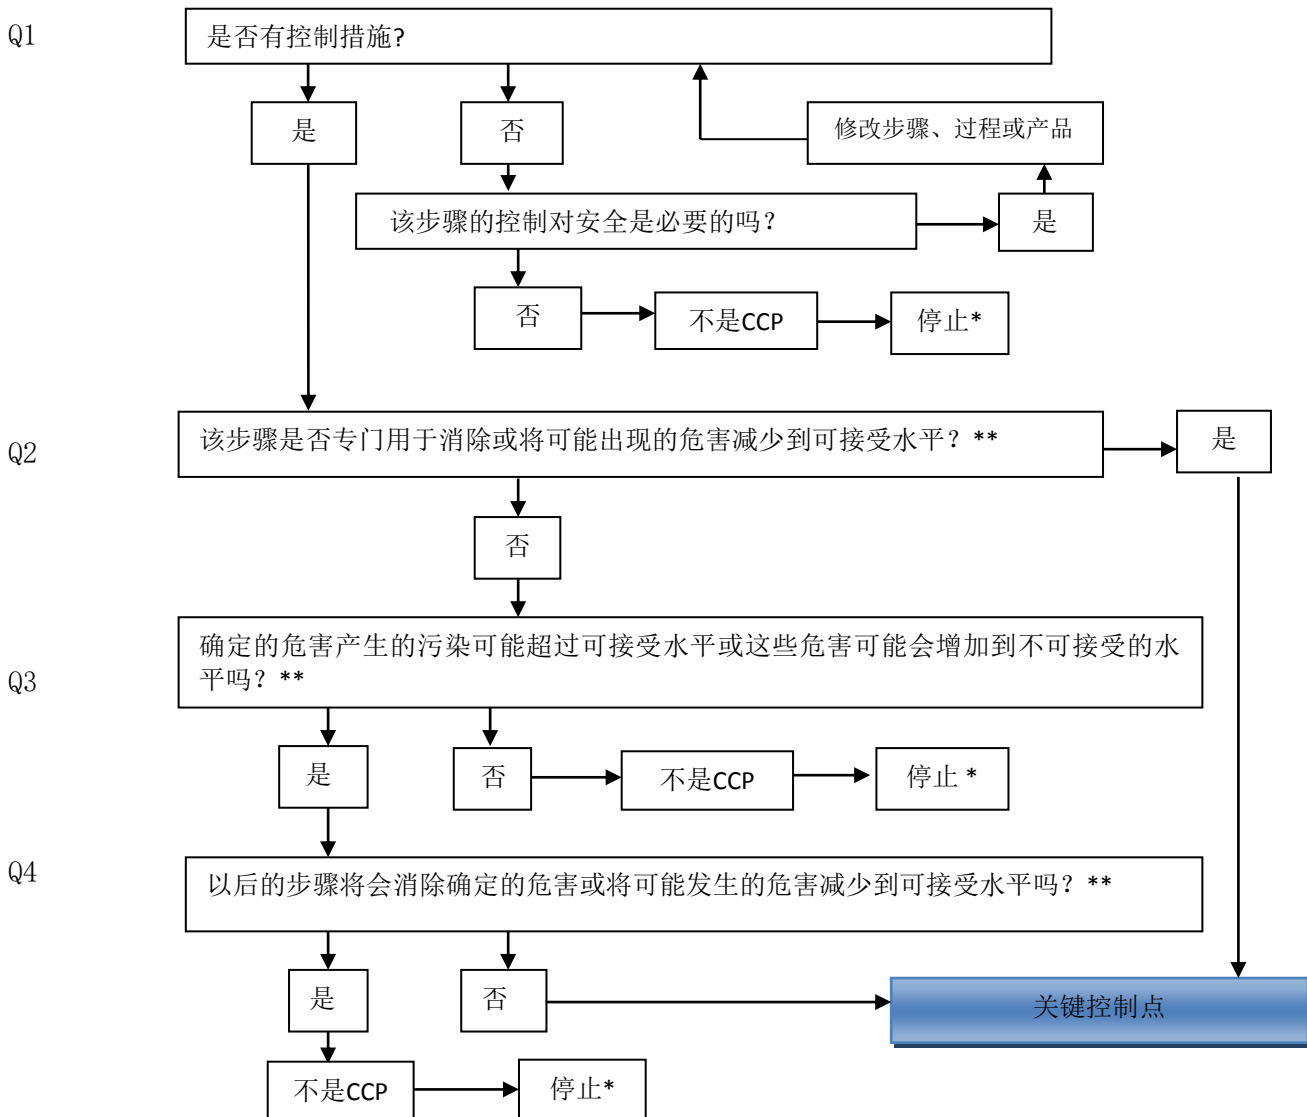 Q1
是否有控制措施?
是
否
修改步骤、过程或产品
该步骤的控制对安全是必要的吗？
是
否
不是CCP
停止*
Q2
该步骤是否专门用于消除或将可能出现的危害减少到可接受水平？**
是
否
Q3
确定的危害产生的污染可能超过可接受水平或这些危害可能会增加到不可接受的水
平吗？**
是
否
不是CCP
停止 *
Q4
以后的步骤将会消除确定的危害或将可能发生的危害减少到可接受水平吗？**
是
否
关键控制点
不是CCP
停止*